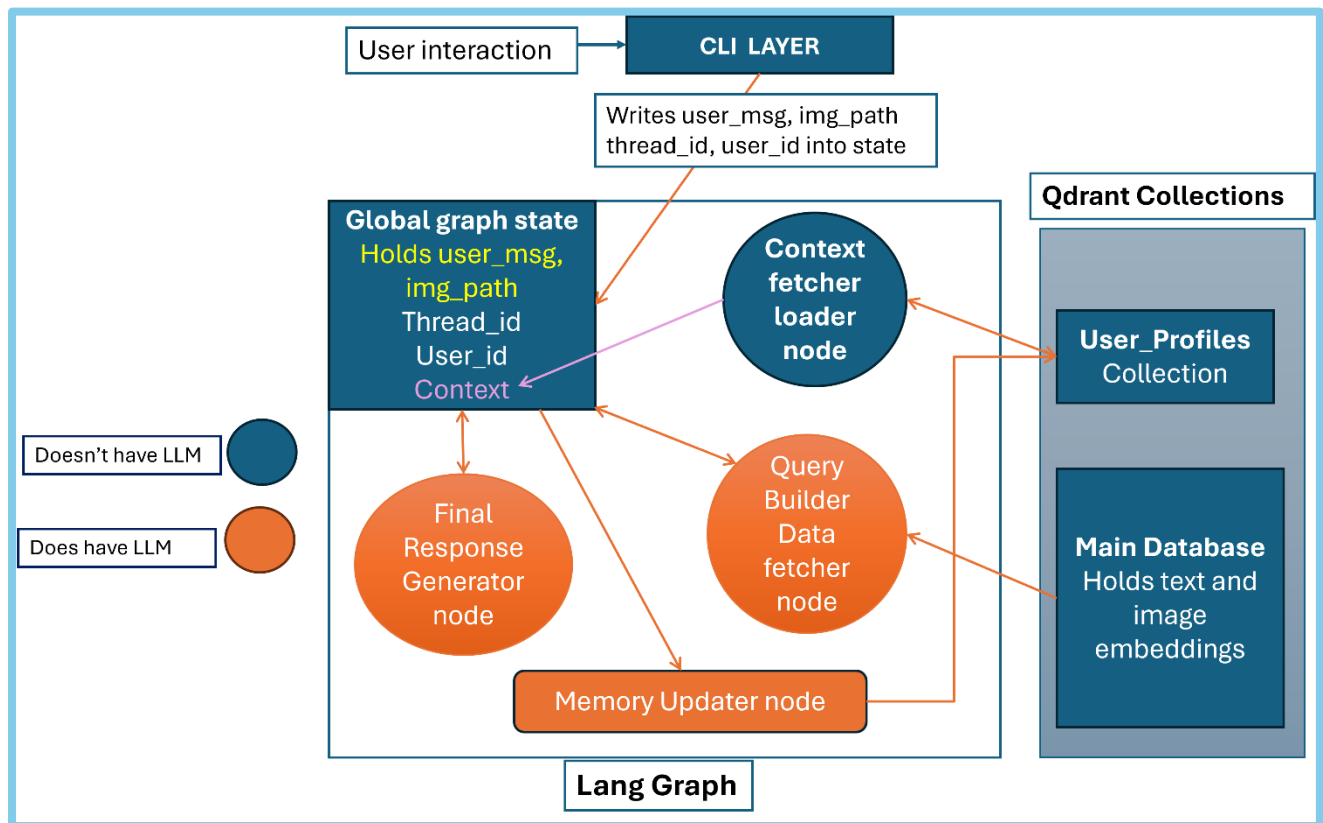 User interaction
CLI LAYER
Writes user_msg, img_path
thread_id, user_id into state
Qdrant Collections
Global graph state
Holds user_msg,
img_path
Thread_id
User_id
Context
Context
fetcher
loader
node
User_Profiles
Collection
Doesn't have LLM
Does have LLM
Final
Response
Generator
node
Query
Builder
Data
fetcher
node
Main Database
Holds text and
image
embeddings
Memory Updater node
Lang Graph